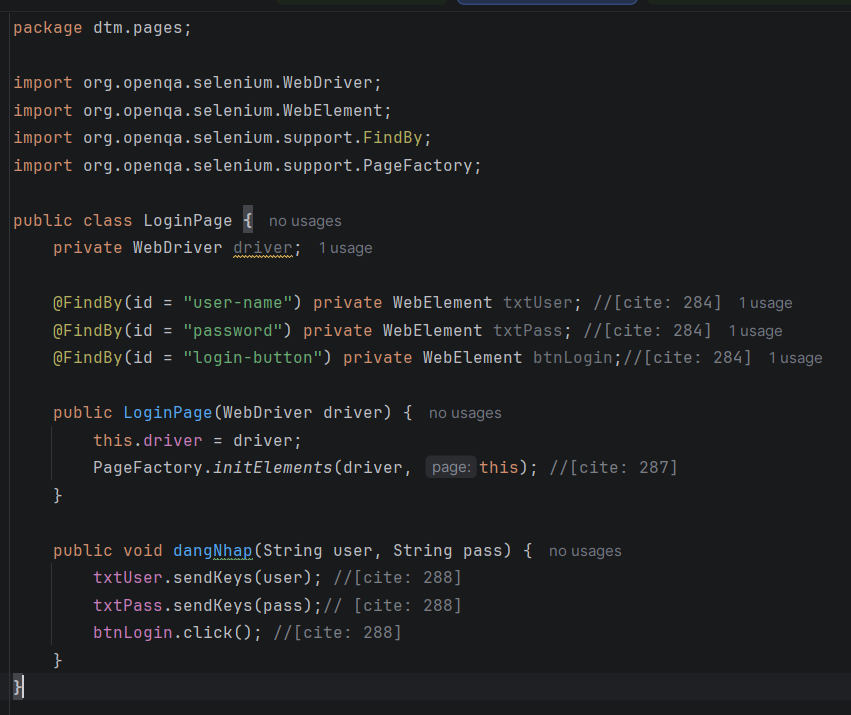 package dtm.pages;
import org.openqa.selenium.WebDriver;
import org.openqa.selenium.WebElement;
import org.openqa.selenium.support.FindBy;
import org.openqa.selenium.support.PageFactory;
public class LoginPage { no usages
private WebDriver driver; 1 usage
@FindBy(id = "user-name") private WebElement txtUser; //[cite: 284] 1 usage
@FindBy(id = "password") private WebElement txtPass; //[cite: 284] 1 usage
@FindBy(id = "login-button") private WebElement btnLogin;//[cite: 284] 1 usage
public LoginPage(WebDriver driver) { no usages
this.driver = driver;
PageFactory.initElements(driver, page: this); //[cite: 287]
}
public void dangNhap(String user, String pass) { no usages
txtUser.sendKeys(user); //[cite: 288]
txtPass.sendKeys(pass);// [cite: 288]
btnLogin.click(); //[cite: 288]
}
}